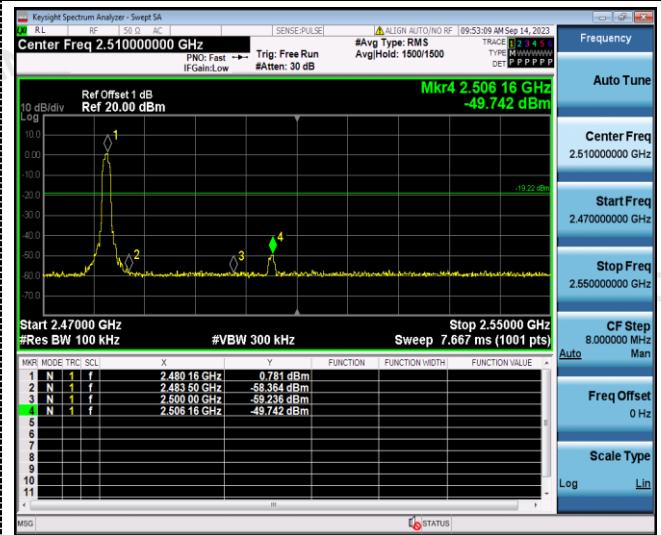 Keysight Spectrum Analyzer - Swept SA
RL RF 50 Ω AC SENSE:PULSE ALIGN AUTO/NO RF 09:53:09 AM Sep 14, 2023
Center Freq 2.510000000 GHz
PNO: Fast
IFGain:Low
Trig: Free Run
#Atten: 30 dB
#Avg Type: RMS
Avg|Hold: 1500/1500
TRACE 1 2 3 4 5 6
TYPE M WWWWW
DET P P P P P P
Mkr4 2.506 16 GHz
-49.742 dBm
Ref Offset 1 dB
10 dB/div Ref 20.00 dBm
Log
10.0
0.00
-10.0
-20.0
-30.0
-40.0
-50.0
-60.0
-70.0
1
2
3
4
-19.22 dBm
Start 2.47000 GHz Stop 2.55000 GHz
#Res BW 100 kHz #VBW 300 kHz Sweep 7.667 ms (1001 pts)
MKR MODE TRC SCL X Y FUNCTION FUNCTION WIDTH FUNCTION VALUE
1 N 1 f 2.480 16 GHz 0.781 dBm
2 N 1 f 2.483 50 GHz -58.364 dBm
3 N 1 f 2.500 00 GHz -59.236 dBm
4 N 1 f 2.506 16 GHz -49.742 dBm
5
6
7
8
9
10
11
MSG STATUS
Frequency
Auto Tune
Center Freq
2.510000000 GHz
Start Freq
2.470000000 GHz
Stop Freq
2.550000000 GHz
CF Step
8.000000 MHz
Auto Man
Freq Offset
0 Hz
Scale Type
Log Lin